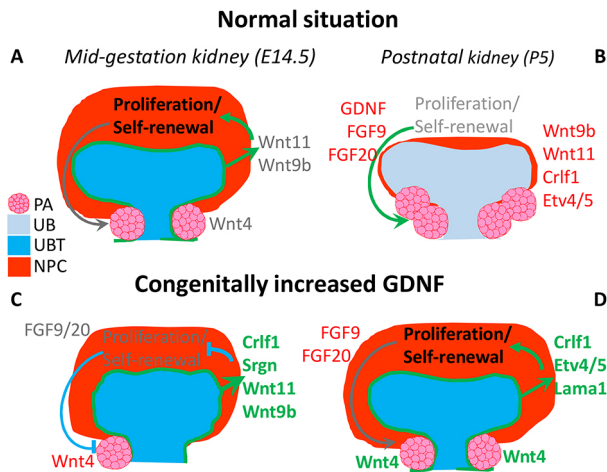 Normal situation
A
Mid-gestation kidney (E14.5)
Postnatal kidney (P5)
B
Proliferation/
Self-renewal
Wnt11
Wnt9b
Wnt4
GDNF
FGF9
FGF20
Proliferation/
Self-renewal
Wnt9b
Wnt11
Crlf1
Etv4/5
PA
UB
UBT
NPC
Congenitally increased GDNF
C
FGF9/20
Proliferation/
Self-renewal
Crlf1
Srgn
Wnt11
Wnt9b
Wnt4
D
FGF9
FGF20
Proliferation/
Self-renewal
Crlf1
Etv4/5
Lama1
Wnt4
Wnt4